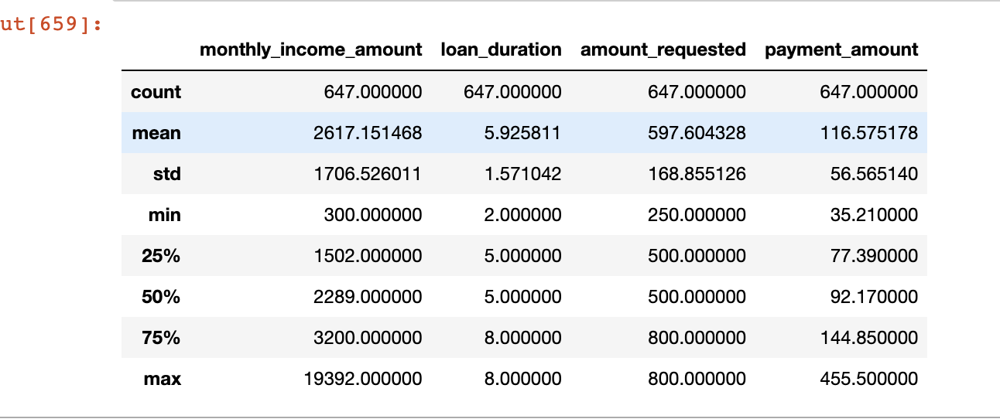 ut[659]:
monthly_income_amount loan_duration amount_requested payment_amount
count 647.000000 647.000000 647.000000 647.000000
mean 2617.151468 5.925811 597.604328 116.575178
std 1706.526011 1.571042 168.855126 56.565140
min 300.000000 2.000000 250.000000 35.210000
25% 1502.000000 5.000000 500.000000 77.390000
50% 2289.000000 5.000000 500.000000 92.170000
75% 3200.000000 8.000000 800.000000 144.850000
max 19392.000000 8.000000 800.000000 455.500000